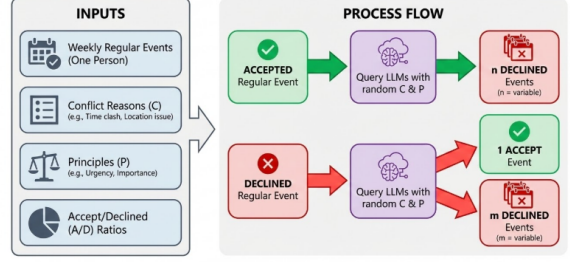 INPUTS
Weekly Regular Events
(One Person)
Conflict Reasons (C)
(e.g., Time clash, Location issue)
Principles (P)
(e.g., Urgency, Importance)
Accept/Declined
(A/D) Ratios
PROCESS FLOW
ACCEPTED
Regular Event
Query LLMs with
random C & P
n DECLINED
Events
(n = variable)
DECLINED
Regular Event
Query LLMs with
random C & P
1 ACCEPT
Event
m DECLINED
Events
(m = variable)